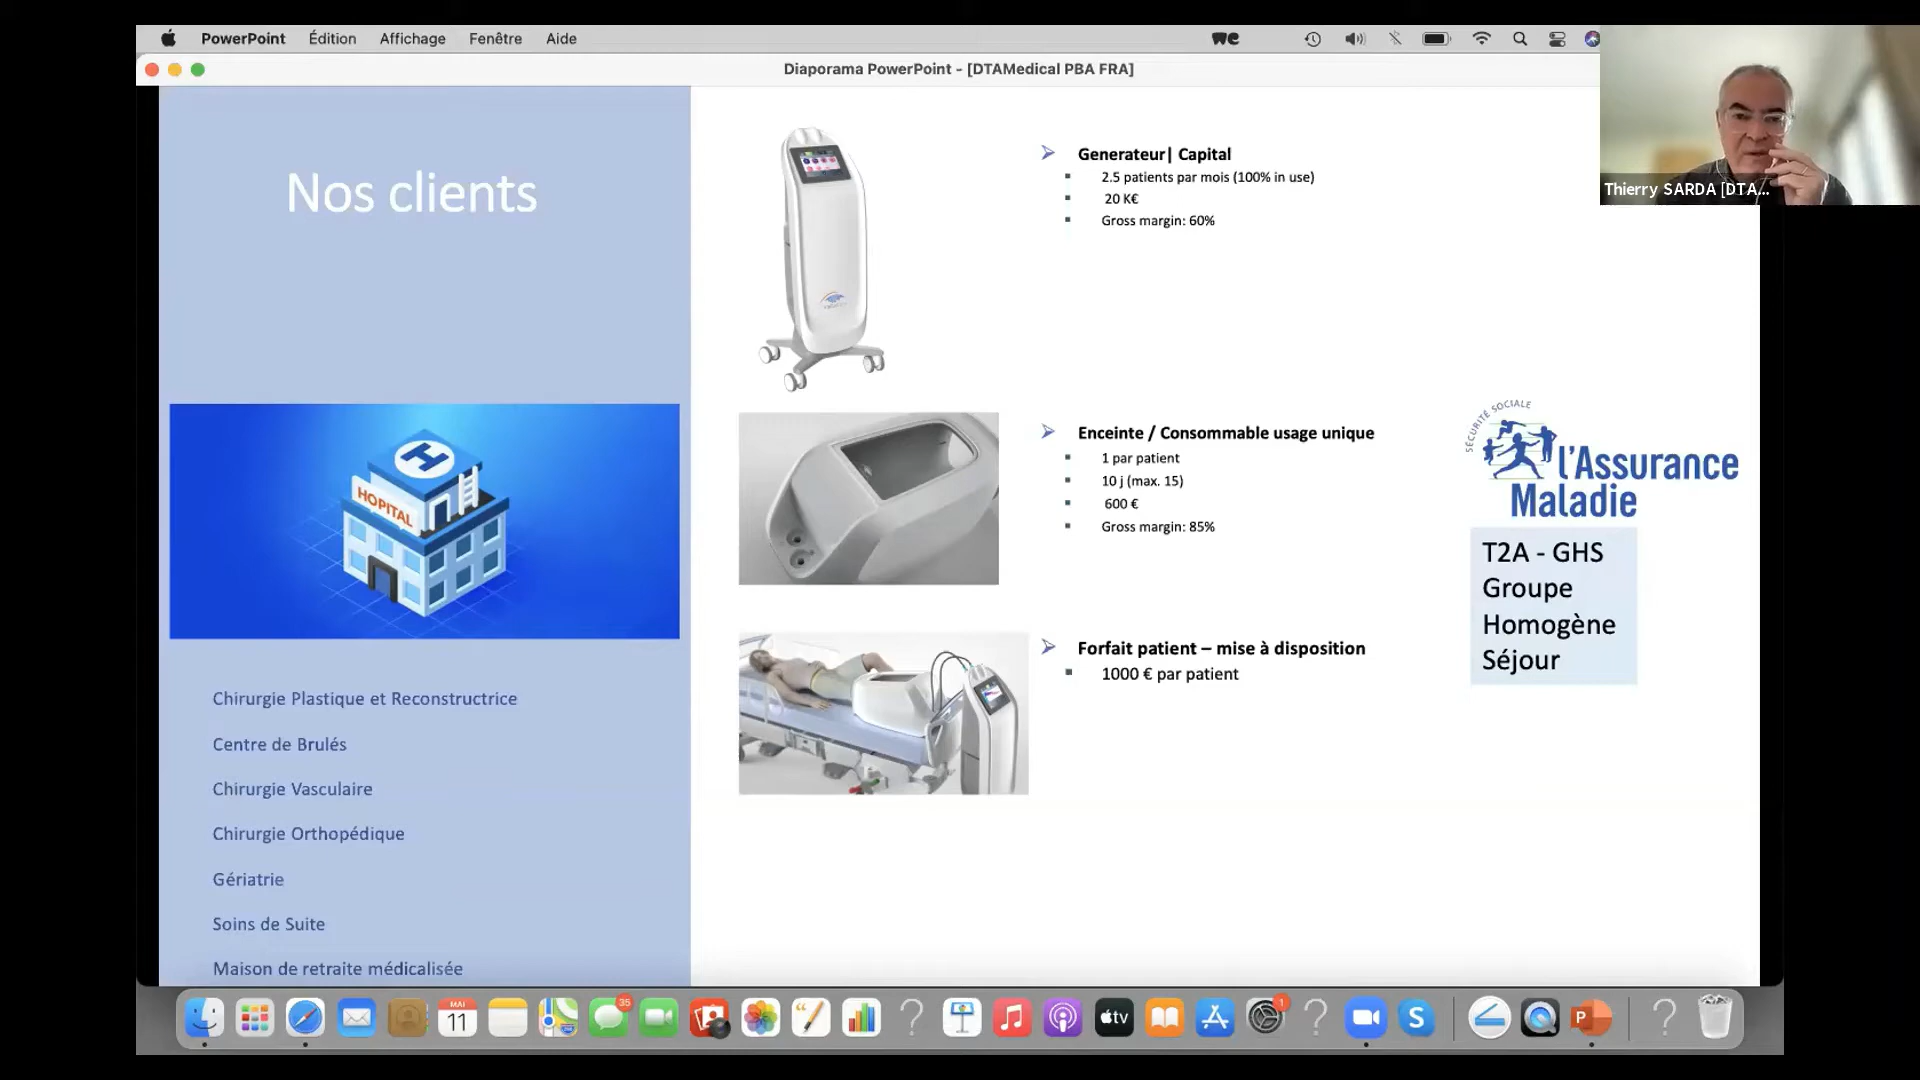 PowerPoint Édition Affichage Fenêtre Aide
Diaporama PowerPoint - [DTAMedical PBA FRA]
Thierry SARDA [DTA...
Nos clients
HOPITAL
Chirurgie Plastique et Reconstructrice
Centre de Brulés
Chirurgie Vasculaire
Chirurgie Orthopédique
Gériatrie
Soins de Suite
Maison de retraite médicalisée
Generateur| Capital
2.5 patients par mois (100% in use)
20 K€
Gross margin: 60%
Enceinte / Consommable usage unique
1 par patient
10 j (max. 15)
600 €
Gross margin: 85%
Forfait patient – mise à disposition
1000 € par patient
SÉCURITÉ SOCIALE
l'Assurance
Maladie
T2A - GHS
Groupe
Homogène
Séjour
MAI
11
35
tv
1